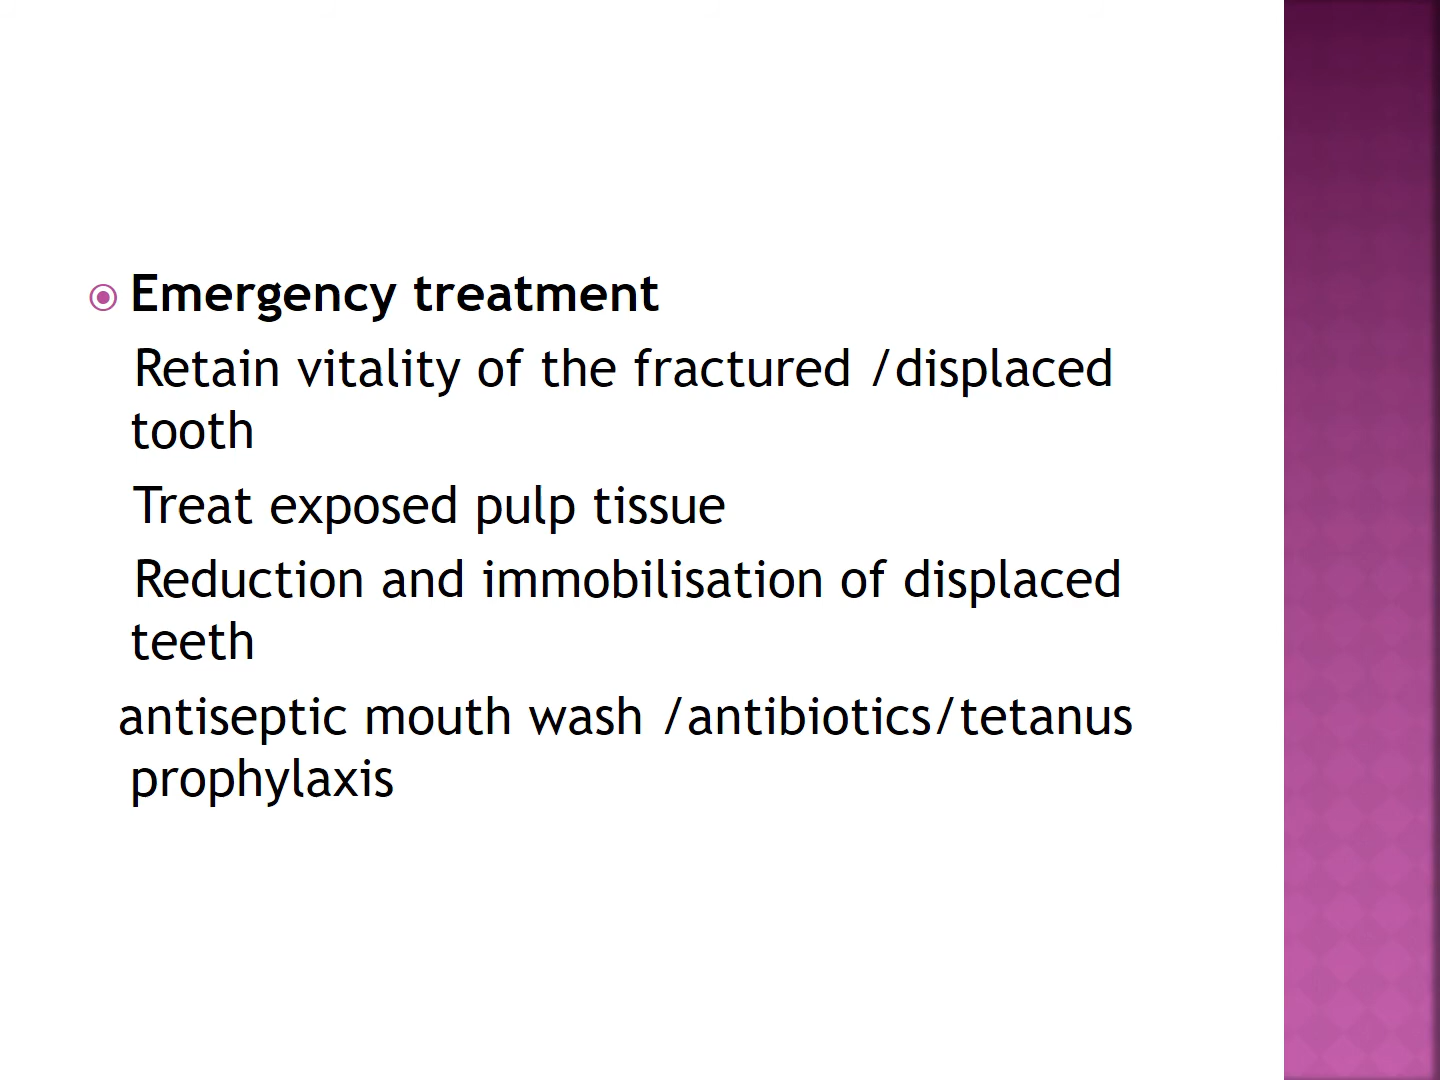 Emergency treatment
Retain vitality of the fractured /displaced
tooth
Treat exposed pulp tissue
Reduction and immobilisation of displaced
teeth
antiseptic mouth wash /antibiotics/tetanus
prophylaxis